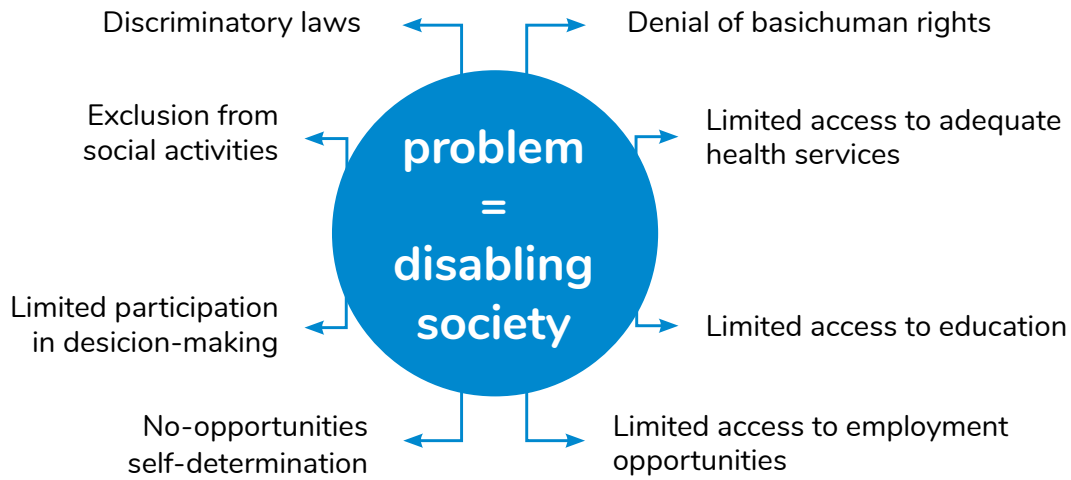 Discriminatory laws
Denial of basichuman rights
Exclusion from
social activities
Limited access to adequate
health services
problem
=
disabling
society
Limited participation
in desicion-making
Limited access to education
No-opportunities
self-determination
Limited access to employment
opportunities